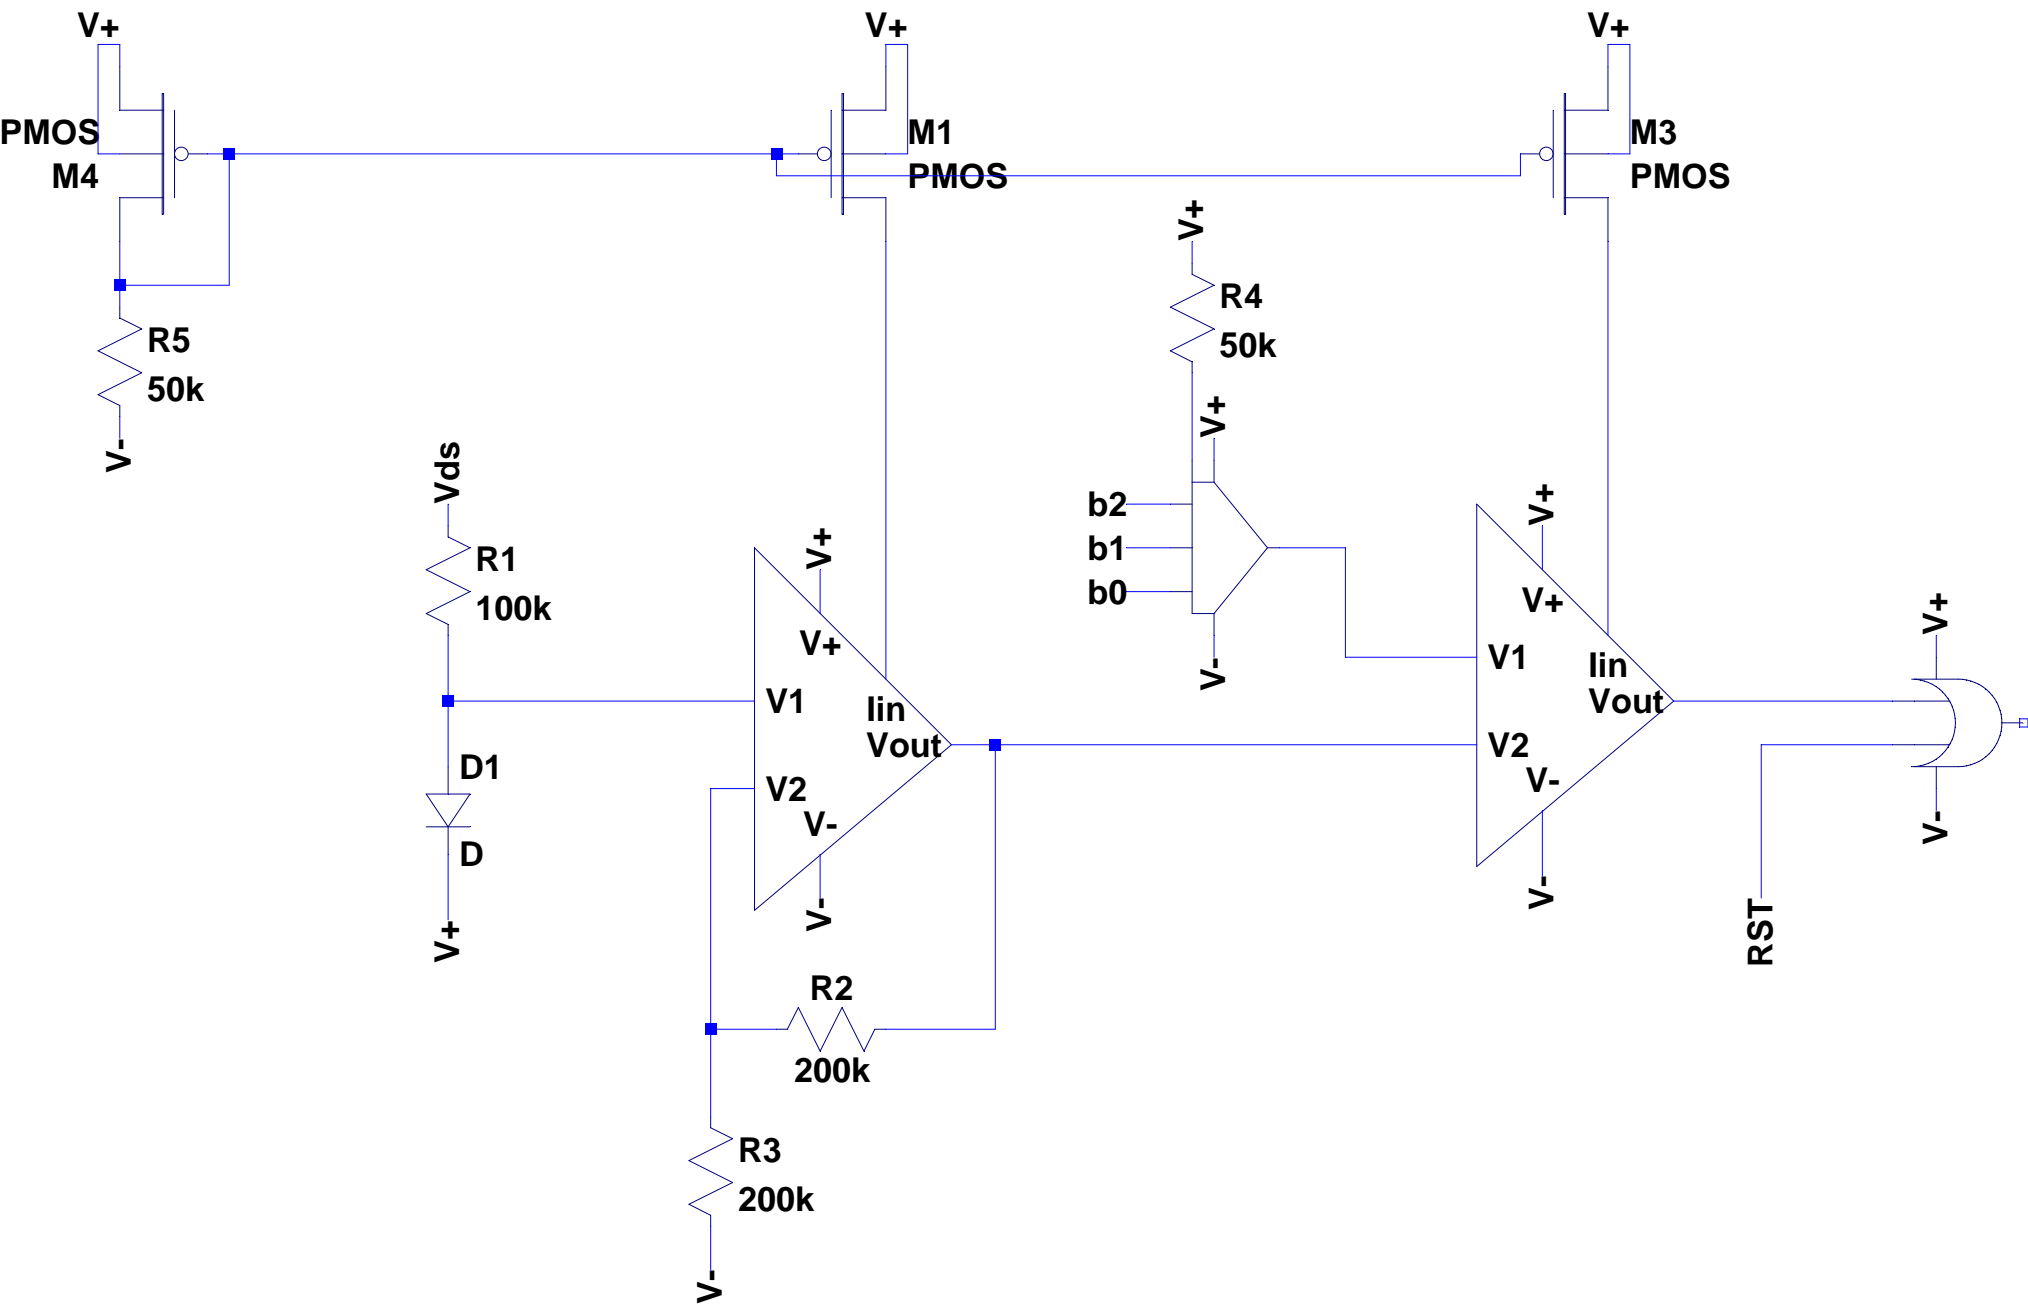 V+
V+
V+
PMOS
M4
M1
PMOS
M3
PMOS
V+
R4
50k
R5
50k
V-
V+
Vds
b2
b1
b0
V-
R1
100k
V+
V+
V1
V2
Iin
Vout
V-
V-
V+
V+
V1
V2
Iin
Vout
V-
V-
V+
V-
RST
D1
D
V+
R2
200k
R3
200k
V-